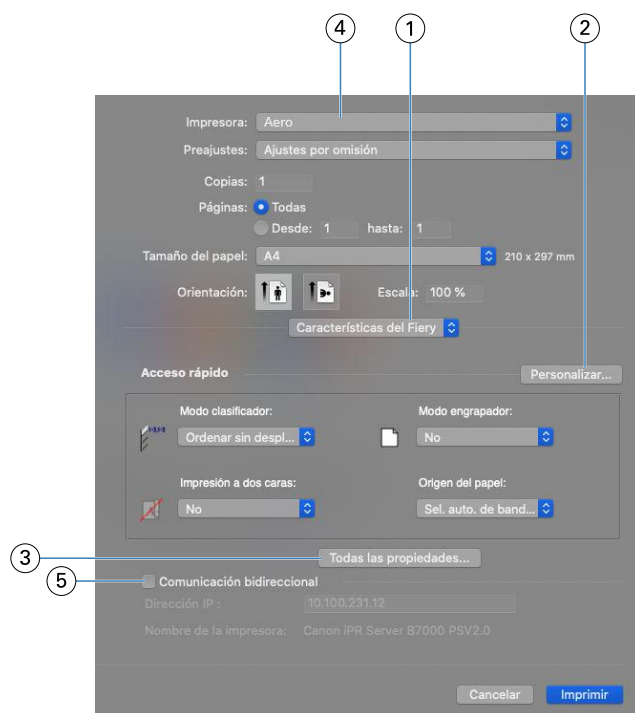 4 1 2
Impresora: Aero
Preajustes: Ajustes por omisión
Copias: 1
Páginas: Todas
Desde: 1 hasta: 1
Tamaño del papel: A4 210 x 297 mm
Orientación: Escala: 100 %
Características del Fiery
Acceso rápido Personalizar...
Modo clasificador: Modo engrapador:
Ordenar sin despl... No
Impresión a dos caras: Origen del papel:
No Sel. auto. de band...
3 Todas las propiedades...
5 Comunicación bidireccional
Dirección IP : 10.100.231.12
Nombre de la impresora: Canon iPR Server B7000 PSV2.0
Cancelar Imprimir